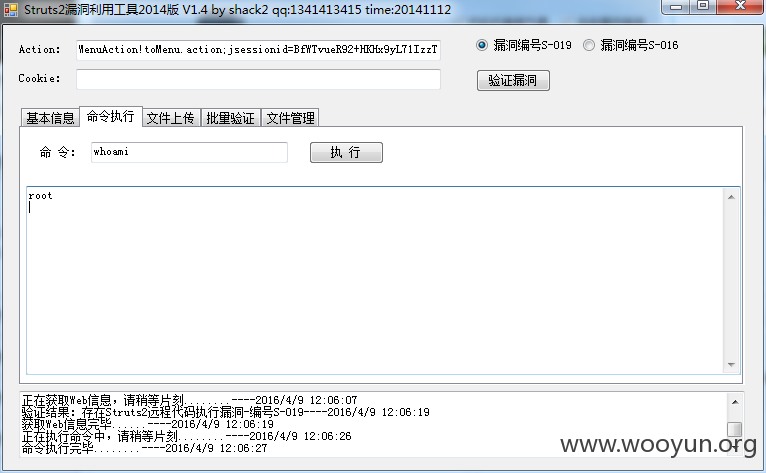 Struts2漏洞利用工具2014版 V1.4 by shack2 qq:1341413415 time:20141112
Action: MenuAction!toMenu.action;jsessionid=BfWTvueR92+HKHx9yL71IzzT
漏洞编号S-019 漏洞编号S-016
Cookie:
验证漏洞
基本信息 命令执行 文件上传 批量验证 文件管理
命 令: whoami 执 行
root
正在获取Web信息，请稍等片刻........----2016/4/9 12:06:07
验证结果：存在Struts2远程代码执行漏洞-编号S-019----2016/4/9 12:06:19
获取Web信息完毕......----2016/4/9 12:06:19
正在执行命令中，请稍等片刻........----2016/4/9 12:06:26
命令执行完毕........----2016/4/9 12:06:27
www.wooyun.org